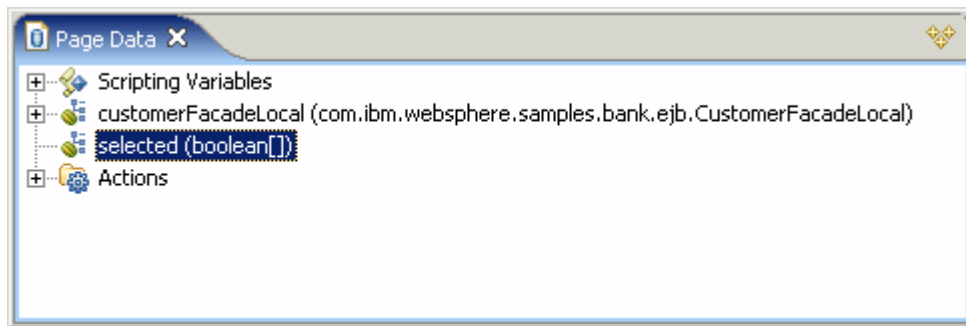 Page Data
Scripting Variables
customerFacadeLocal (com.ibm.websphere.samples.bank.ejb.CustomerFacadeLocal)
selected (boolean[])
Actions